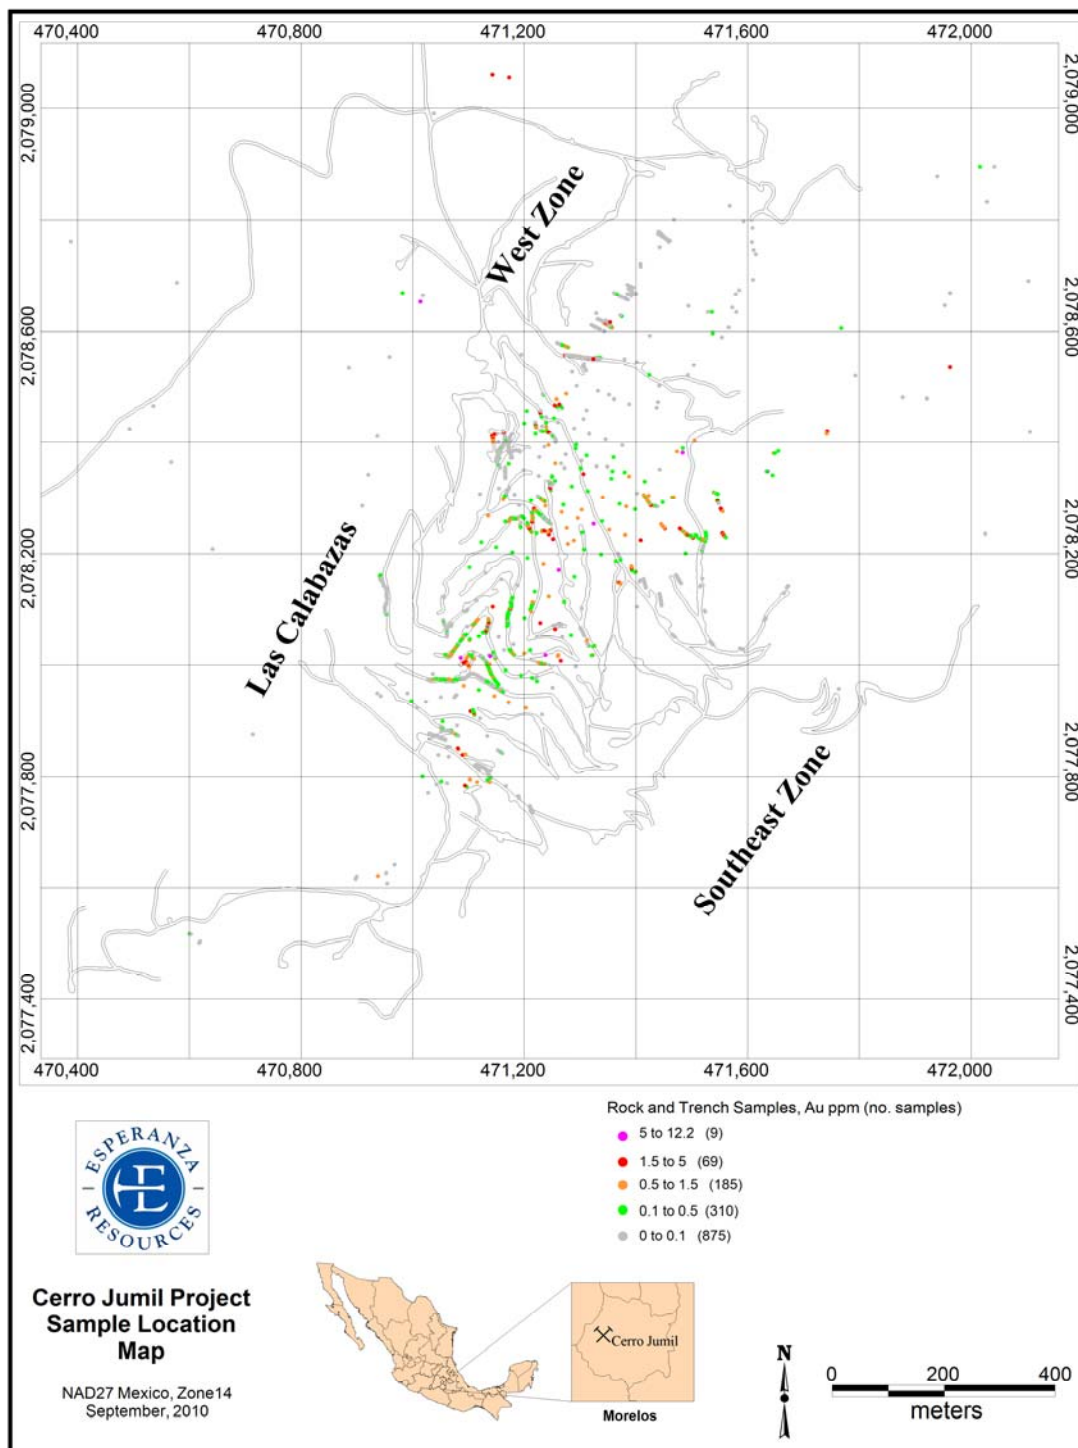 470,400 470,800 471,200 471,600 472,000
2,079,000 2,079,000
West Zone
2,078,600 2,078,600
2,078,200 2,078,200
Las Calabazas
2,077,800 2,077,800
Southeast Zone
2,077,400 2,077,400
470,400 470,800 471,200 471,600 472,000
Rock and Trench Samples, Au ppm (no. samples)
5 to 12.2 (9)
1.5 to 5 (69)
0.5 to 1.5 (185)
0.1 to 0.5 (310)
0 to 0.1 (875)
ESPERANZA
E
RESOURCES
Cerro Jumil Project
Sample Location
Map
NAD27 Mexico, Zone14
September, 2010
Cerro Jumil
Morelos
N
0 200 400
meters